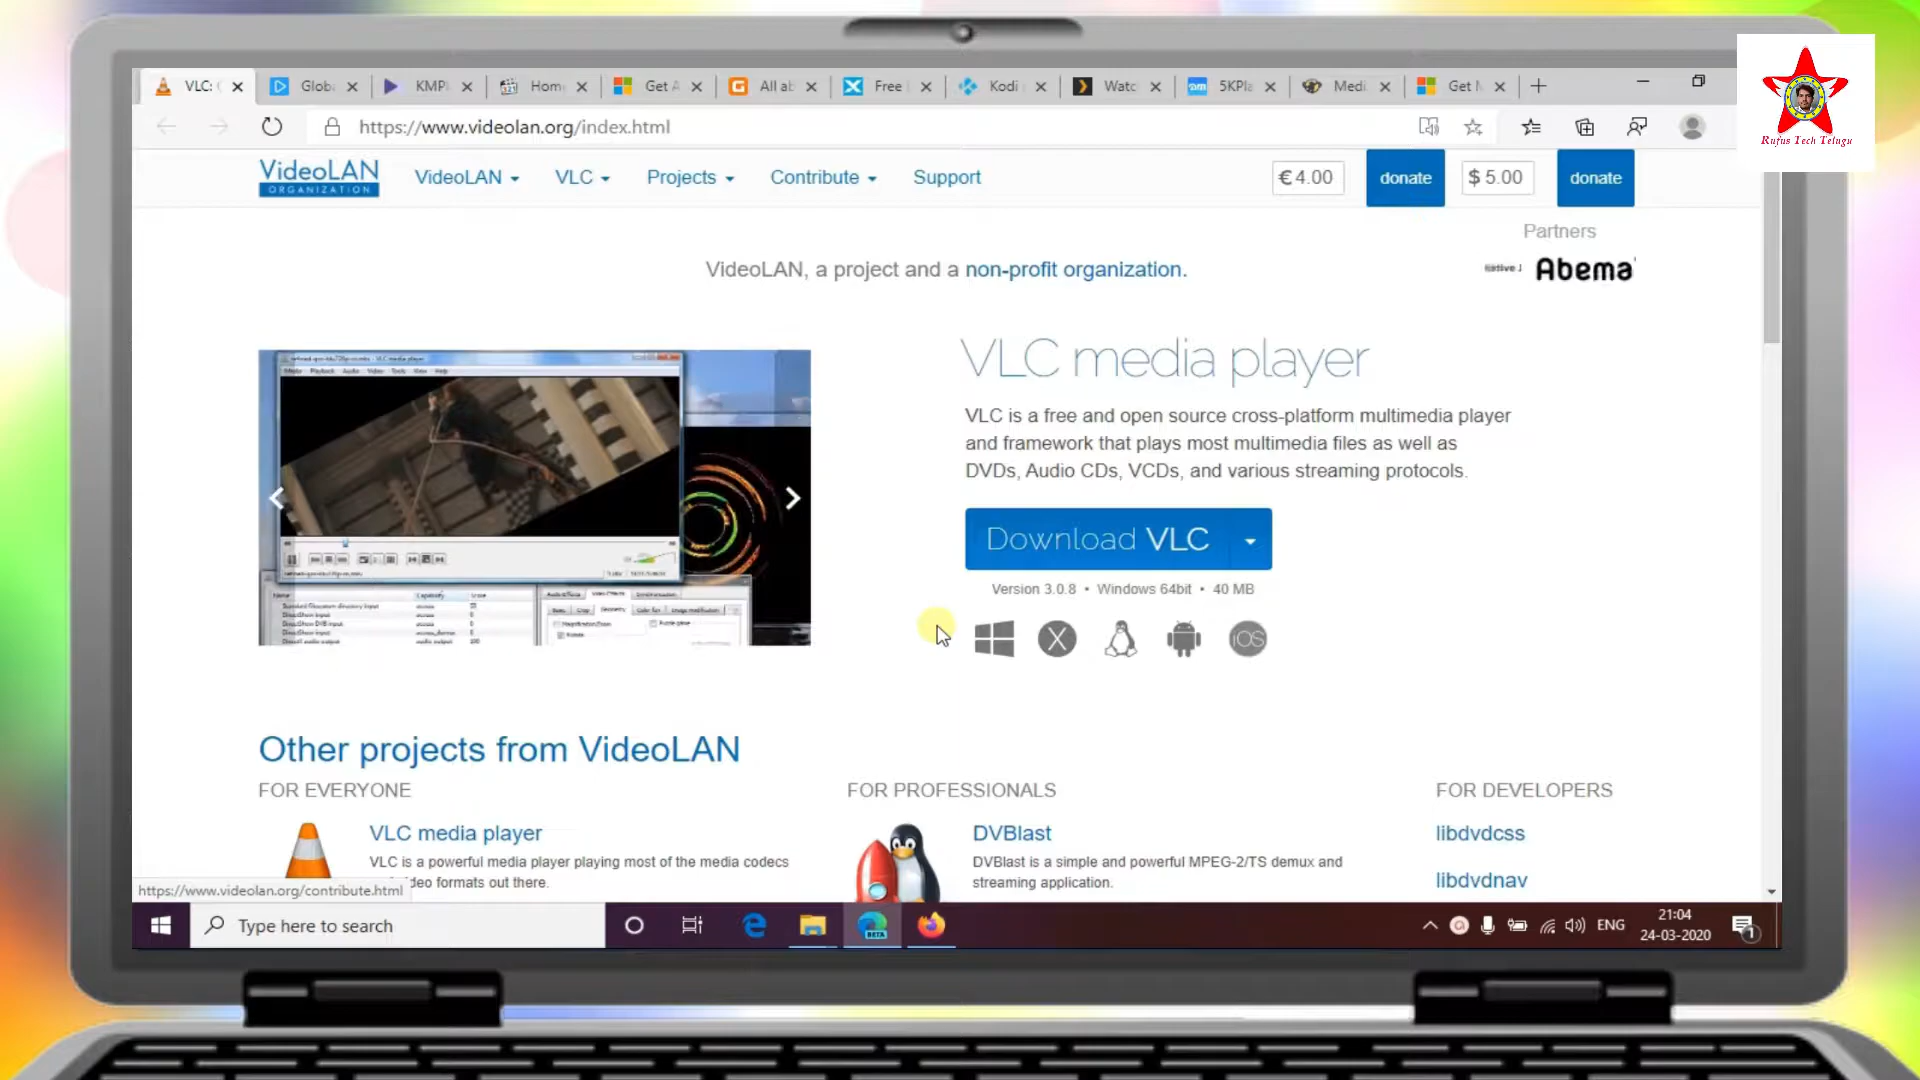 VLC: (
Glob
KMP
Hom
Get A
All ab
Free
Kodi
Watc
5KPla
Medi
Get
https://www.videolan.org/index.html
Rufus Tech Telugu
VideoLAN
ORGANIZATION
VideoLAN
VLC
Projects
Contribute
Support
€ 4.00
donate
$ 5.00
donate
Partners
VideoLAN, a project and a non-profit organization.
Abema
VLC media player
VLC is a free and open source cross-platform multimedia player
and framework that plays most multimedia files as well as
DVDs, Audio CDs, VCDs, and various streaming protocols.
Download VLC
Version 3.0.8 • Windows 64bit • 40 MB
X
iOS
Other projects from VideoLAN
FOR EVERYONE
FOR PROFESSIONALS
FOR DEVELOPERS
VLC media player
VLC is a powerful media player playing most of the media codecs
deo formats out there.
DVBlast
DVBlast is a simple and powerful MPEG-2/TS demux and
streaming application.
libdvdcss
libdvdnav
https://www.videolan.org/contribute.html
Type here to search
BETA
ENG
21:04
24-03-2020
1